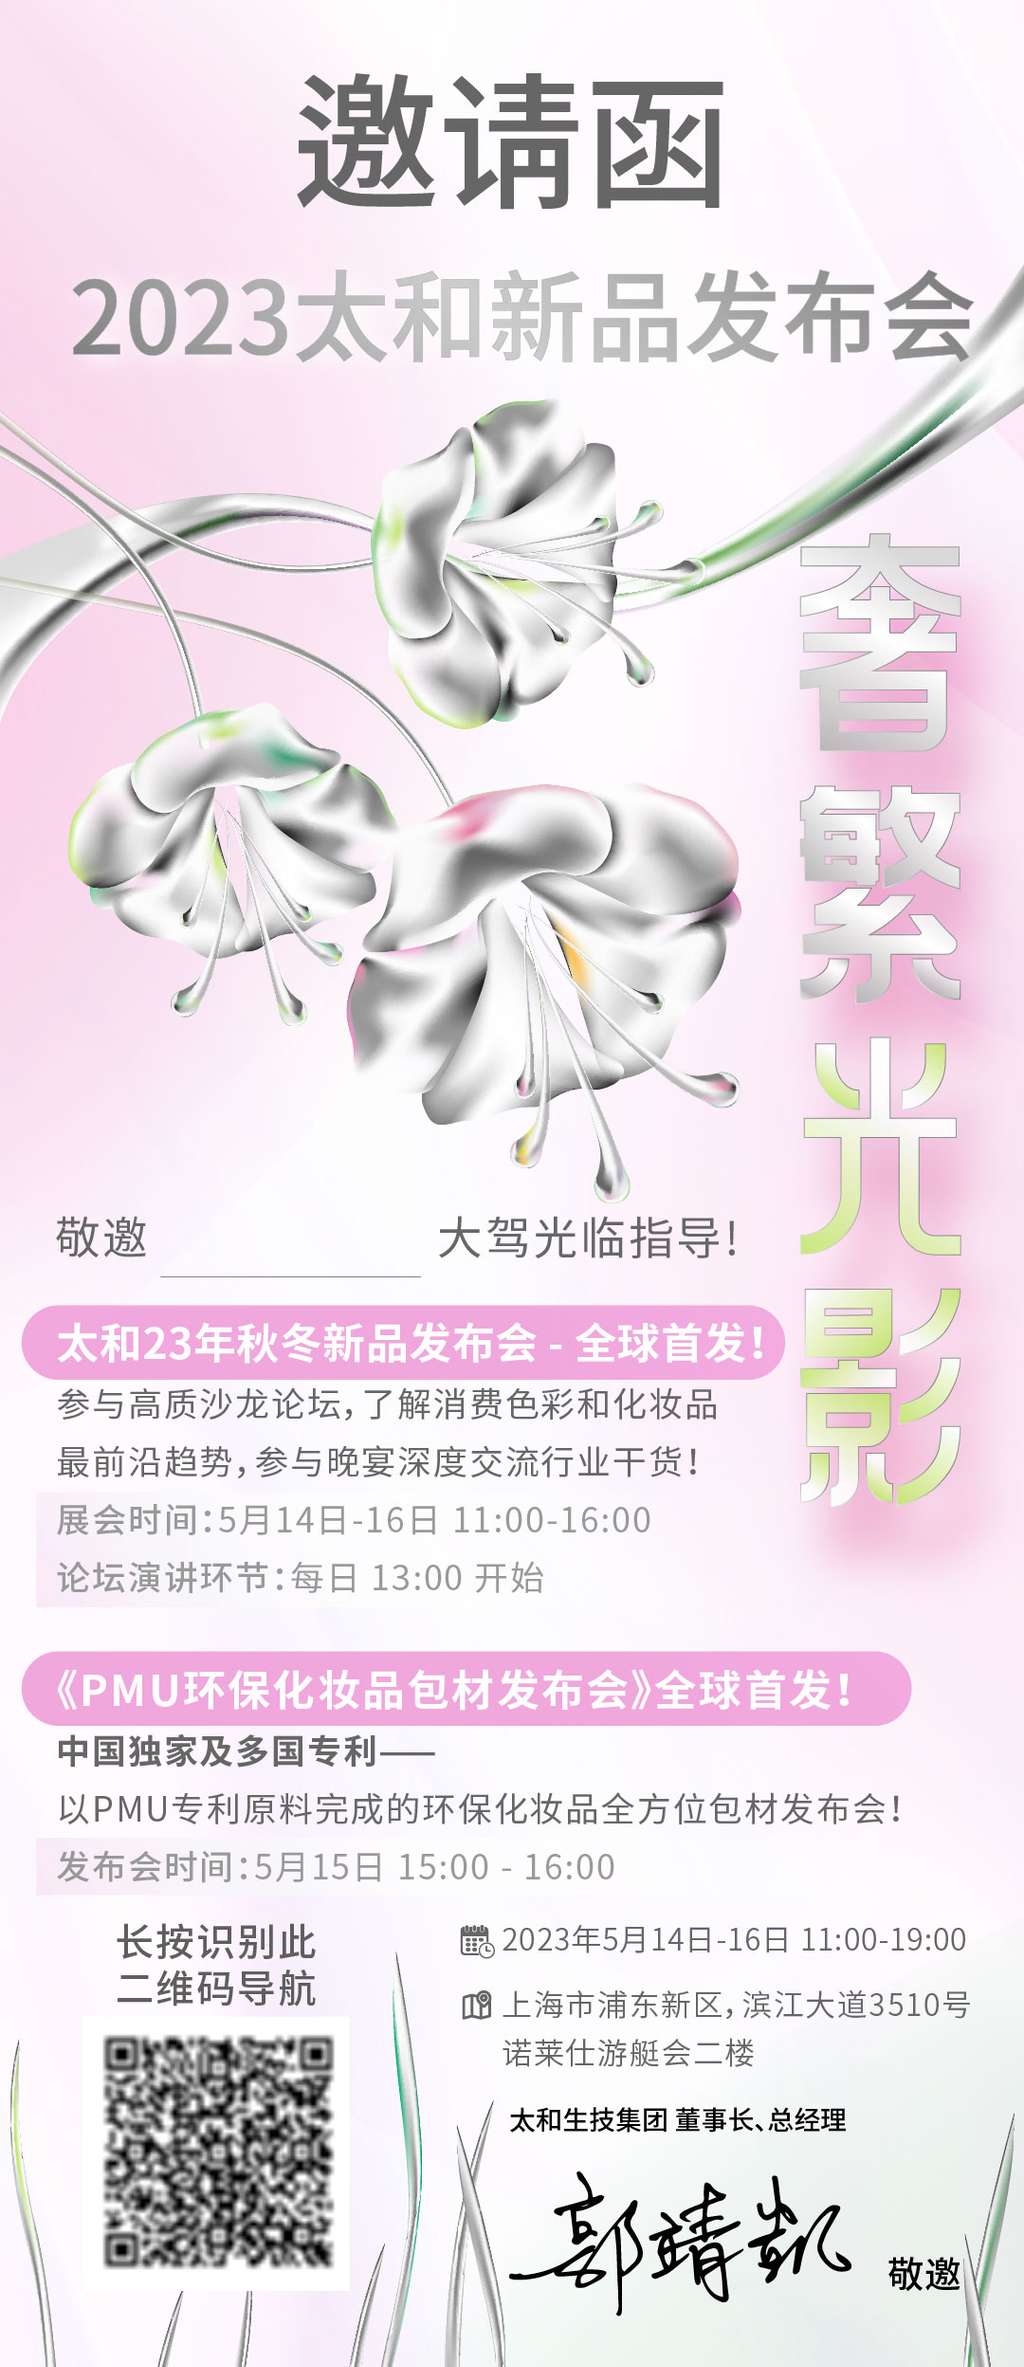 邀请函
2023太和新品发布会
奢繁光影
敬邀 大驾光临指导!
太和23年秋冬新品发布会 - 全球首发!
参与高质沙龙论坛，了解消费色彩和化妆品
最前沿趋势，参与晚宴深度交流行业干货!
展会时间：5月14日-16日 11:00-16:00
论坛演讲环节：每日 13:00 开始
《PMU环保化妆品包材发布会》全球首发!
中国独家及多国专利——
以PMU专利原料完成的环保化妆品全方位包材发布会!
发布会时间：5月15日 15:00 - 16:00
长按识别此
二维码导航
2023年5月14日-16日 11:00-19:00
上海市浦东新区，滨江大道3510号
诺莱仕游艇会二楼
太和生技集团 董事长、总经理
郭靖凯
敬邀